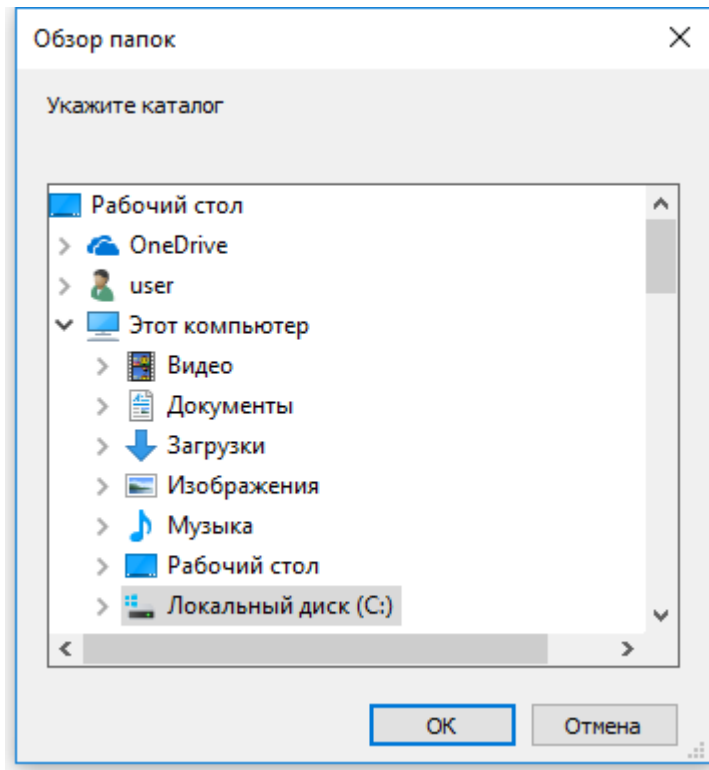 Обзор папок
Укажите каталог
Рабочий стол
OneDrive
user
Этот компьютер
Видео
Документы
Загрузки
Изображения
Музыка
Рабочий стол
Локальный диск (C:)
ОК Отмена